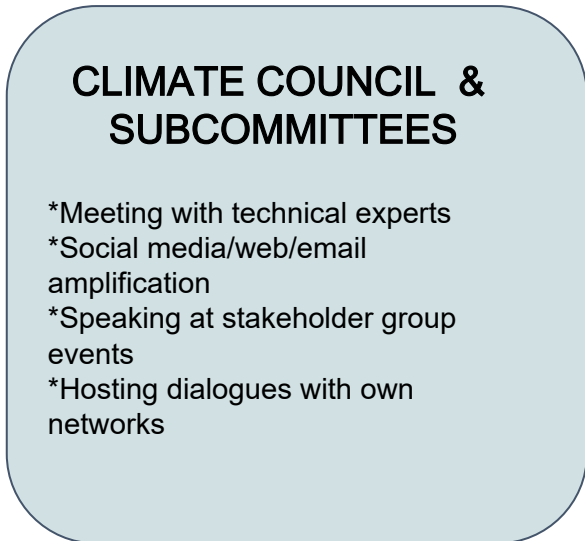 CLIMATE COUNCIL &
SUBCOMMITTEES
*Meeting with technical experts
*Social media/web/email
amplification
*Speaking at stakeholder group
events
*Hosting dialogues with own
networks